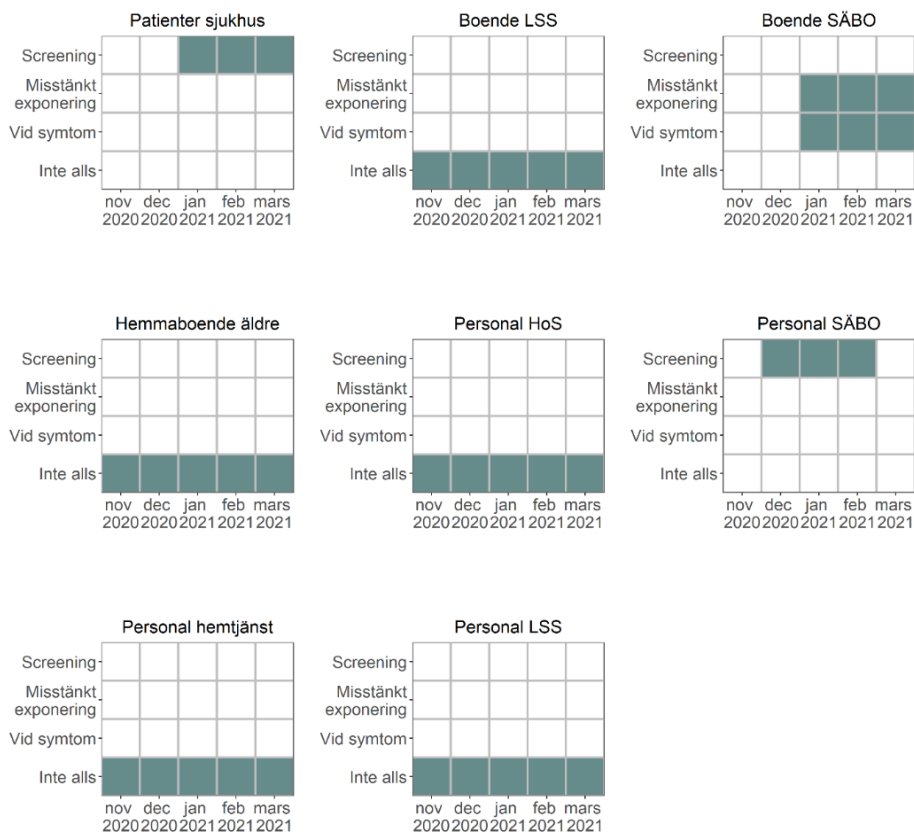 Patienter sjukhus
Screening
Misstänkt
exponering
Vid symtom
Inte alls
nov dec jan feb mars
2020 2020 2021 2021 2021
Boende LSS
Screening
Misstänkt
exponering
Vid symtom
Inte alls
nov dec jan feb mars
2020 2020 2021 2021 2021
Boende SÄBO
Screening
Misstänkt
exponering
Vid symtom
Inte alls
nov dec jan feb mars
2020 2020 2021 2021 2021
Hemmaboende äldre
Screening
Misstänkt
exponering
Vid symtom
Inte alls
nov dec jan feb mars
2020 2020 2021 2021 2021
Personal HoS
Screening
Misstänkt
exponering
Vid symtom
Inte alls
nov dec jan feb mars
2020 2020 2021 2021 2021
Personal SÄBO
Screening
Misstänkt
exponering
Vid symtom
Inte alls
nov dec jan feb mars
2020 2020 2021 2021 2021
Personal hemtjänst
Screening
Misstänkt
exponering
Vid symtom
Inte alls
nov dec jan feb mars
2020 2020 2021 2021 2021
Personal LSS
Screening
Misstänkt
exponering
Vid symtom
Inte alls
nov dec jan feb mars
2020 2020 2021 2021 2021